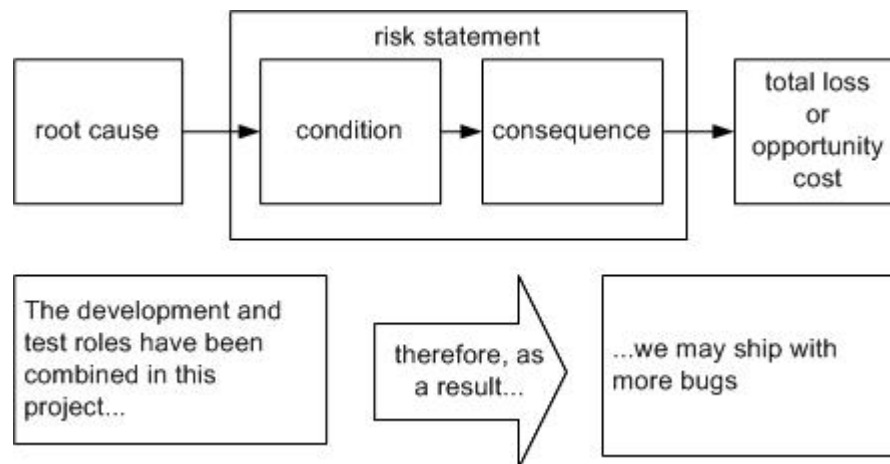 risk statement
root cause
condition
consequence
total loss
or
opportunity
cost
The development and
test roles have been
combined in this
project...
therefore, as
a result...
...we may ship with
more bugs